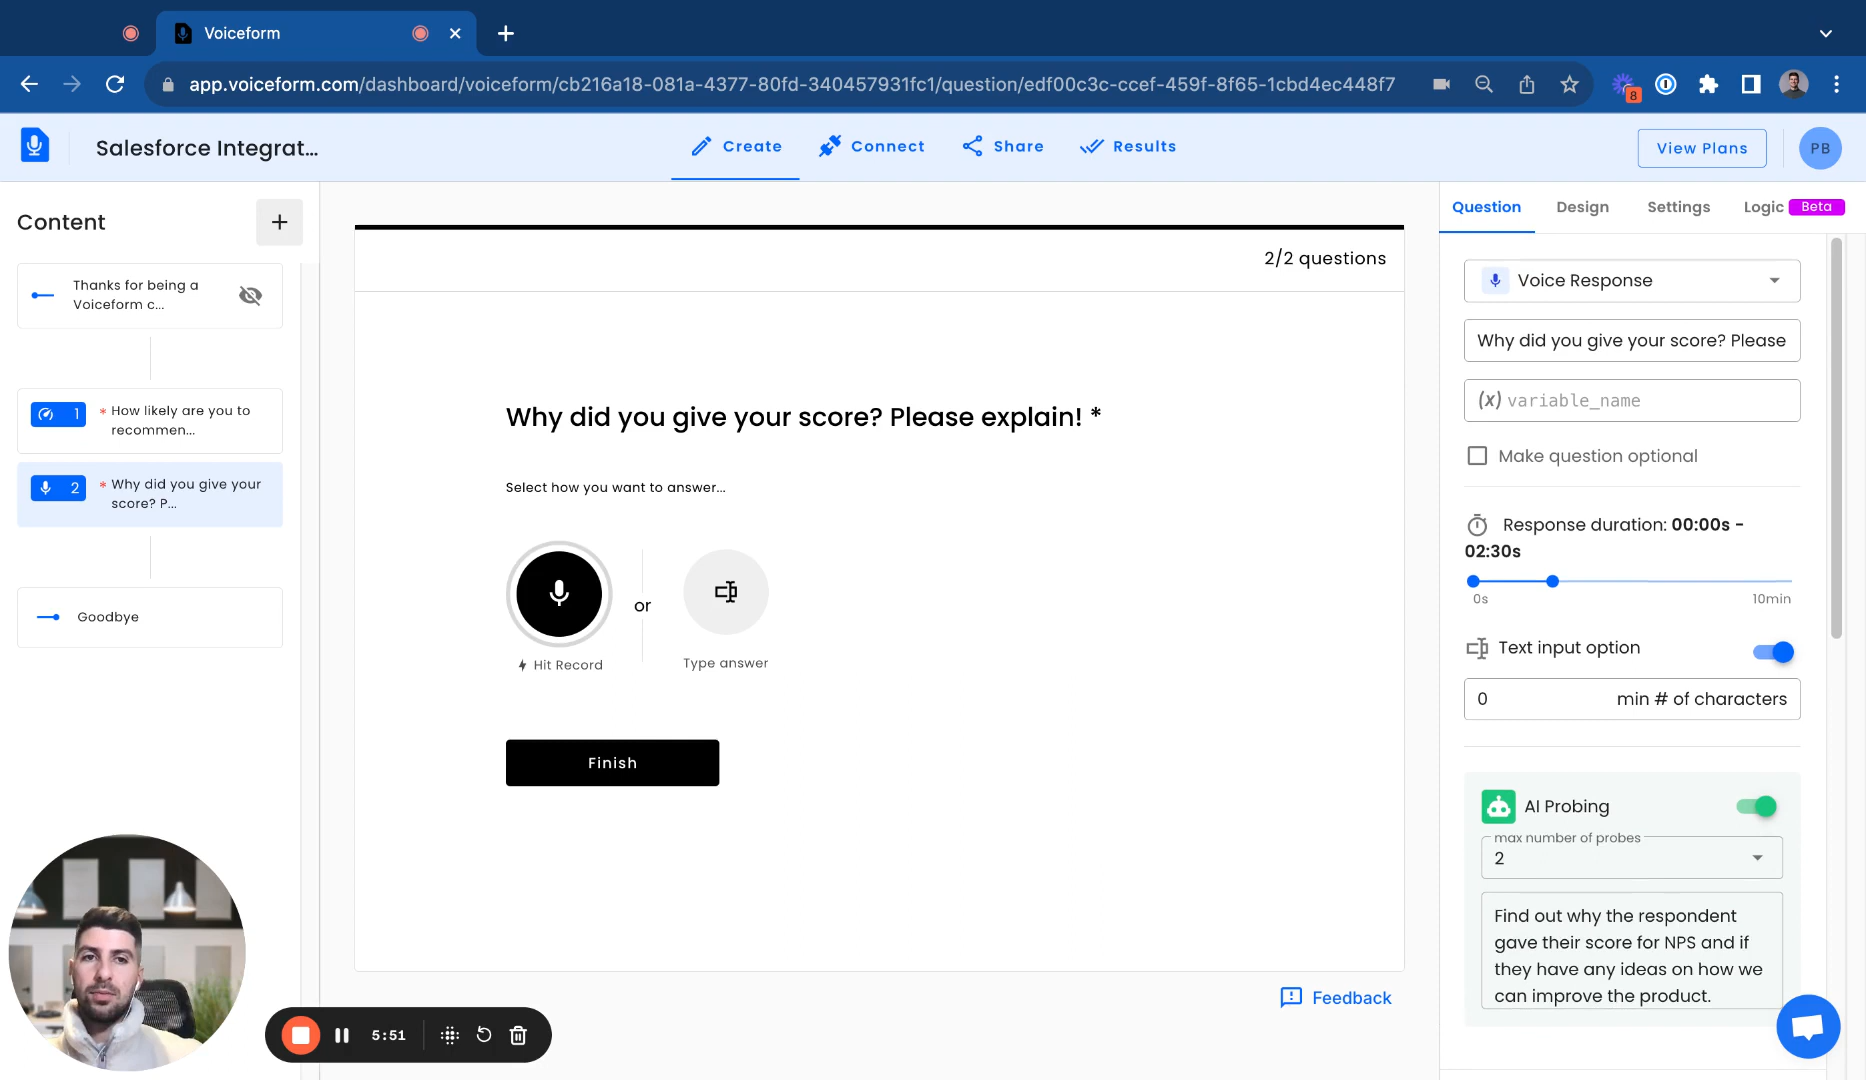 Voiceform
app.voiceform.com/dashboard/voiceform/cb216a18-081a-4377-80fd-340457931fc1/question/edf00c3c-ccef-459f-8f65-1cbd4ec448f7
8
Salesforce Integrat...
Create
Connect
Share
Results
View Plans
PB
Content
Thanks for being a
Voiceform c...
1
* How likely are you to
recommen...
2
* Why did you give your
score? P...
Goodbye
2/2 questions
Why did you give your score? Please explain! *
Select how you want to answer...
or
Hit Record
Type answer
Finish
Feedback
5:51
Question
Design
Settings
Logic Beta
Voice Response
Why did you give your score? Please
(x) variable_name
Make question optional
Response duration: 00:00s -
02:30s
0s
10min
Text input option
0 min # of characters
AI Probing
max number of probes
2
Find out why the respondent
gave their score for NPS and if
they have any ideas on how we
can improve the product.